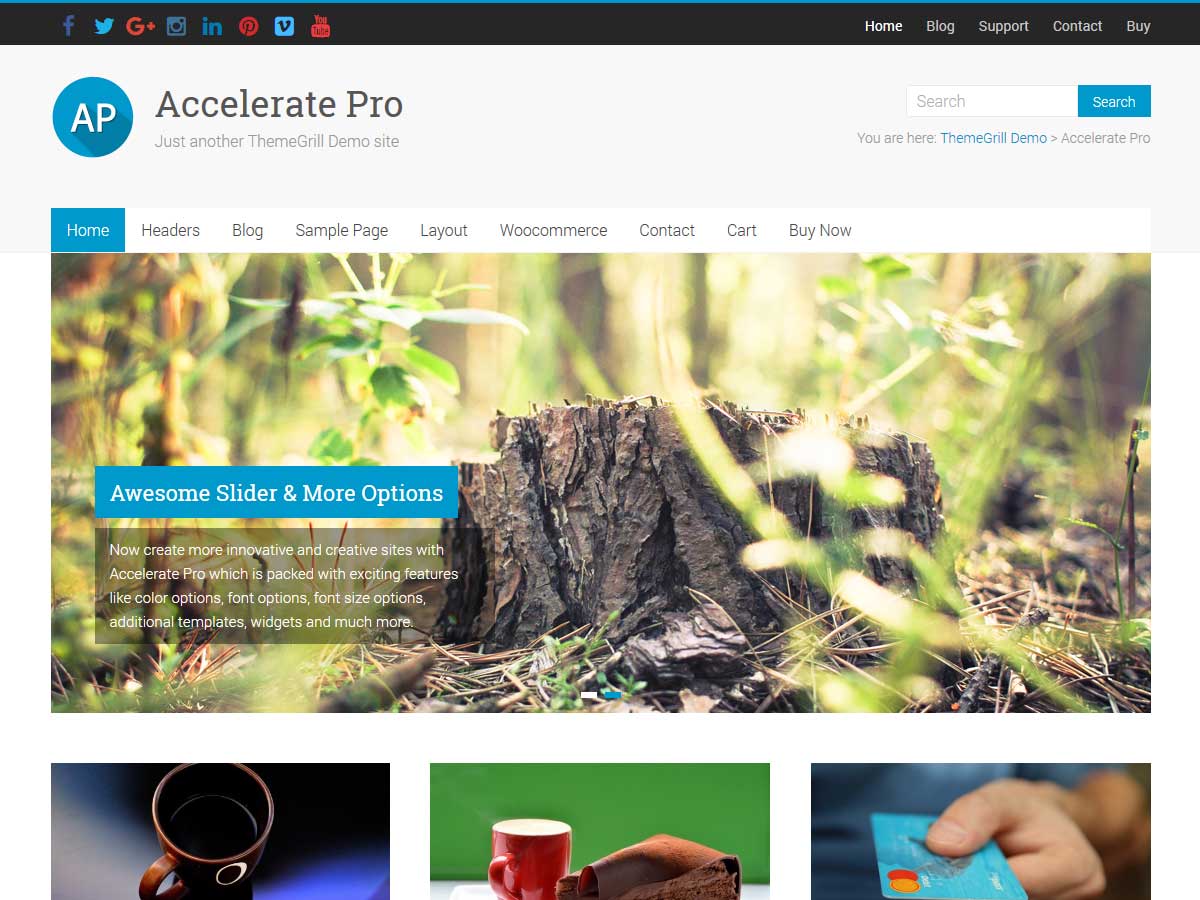 You Tube
Home Blog Support Contact Buy
AP
Accelerate Pro
Just another ThemeGrill Demo site
Search Search
You are here: ThemeGrill Demo > Accelerate Pro
Home Headers Blog Sample Page Layout Woocommerce Contact Cart Buy Now
Awesome Slider & More Options
Now create more innovative and creative sites with
Accelerate Pro which is packed with exciting features
like color options, font options, font size options,
additional templates, widgets and much more.